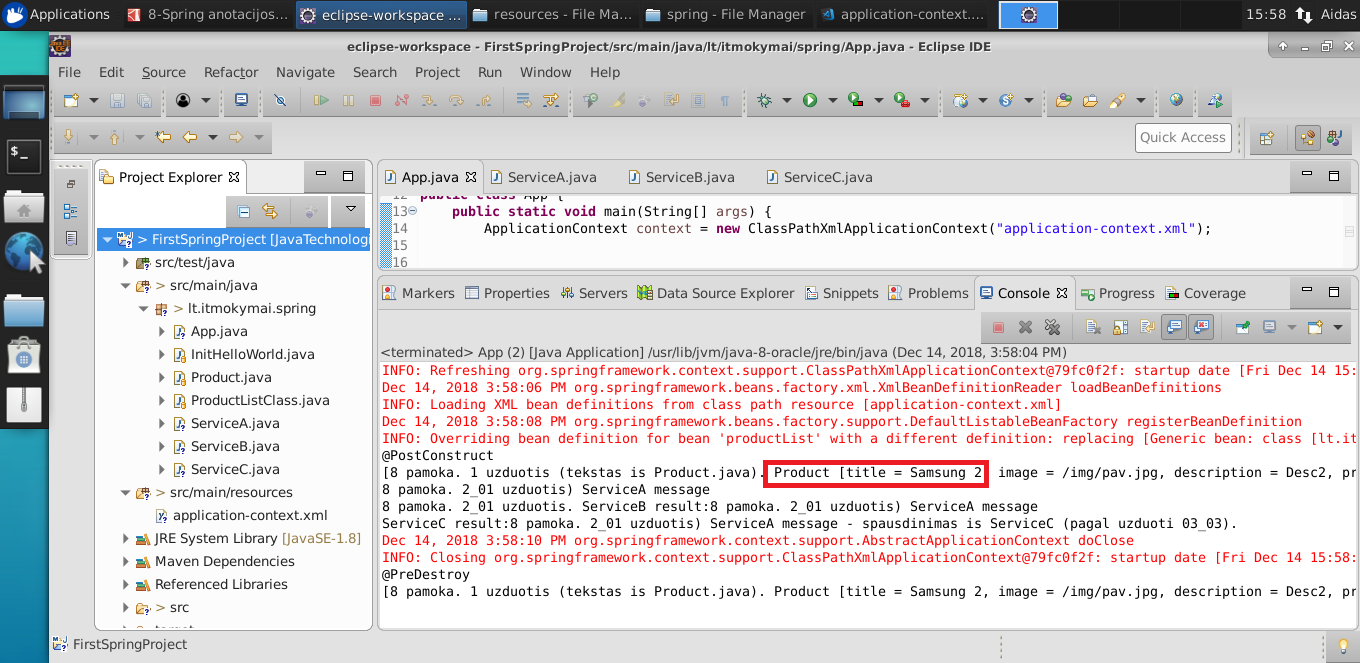 Applications 8-Spring anotacijos... eclipse-workspace ... resources - File Ma... spring - File Manager application-context.... 15:58 Aidas
eclipse-workspace - FirstSpringProject/src/main/java/lt/itmokymai/spring/App.java - Eclipse IDE
File Edit Source Refactor Navigate Search Project Run Window Help
Quick Access
Project Explorer
> FirstSpringProject [JavaTechnologi
src/test/java
> src/main/java
> lt.itmokymai.spring
App.java
InitHelloWorld.java
Product.java
ProductListClass.java
ServiceA.java
ServiceB.java
ServiceC.java
> src/main/resources
application-context.xml
JRE System Library [JavaSE-1.8]
Maven Dependencies
Referenced Libraries
> src
App.java ServiceA.java ServiceB.java ServiceC.java
12 public class App {
13 public static void main(String[] args) {
14 ApplicationContext context = new ClassPathXmlApplicationContext("application-context.xml");
15
16
Markers Properties Servers Data Source Explorer Snippets Problems Console Progress Coverage
<terminated> App (2) [Java Application] /usr/lib/jvm/java-8-oracle/jre/bin/java (Dec 14, 2018, 3:58:04 PM)
INFO: Refreshing org.springframework.context.support.ClassPathXmlApplicationContext@79fc0f2f: startup date [Fri Dec 14 15:
Dec 14, 2018 3:58:06 PM org.springframework.beans.factory.xml.XmlBeanDefinitionReader loadBeanDefinitions
INFO: Loading XML bean definitions from class path resource [application-context.xml]
Dec 14, 2018 3:58:08 PM org.springframework.beans.factory.support.DefaultListableBeanFactory registerBeanDefinition
INFO: Overriding bean definition for bean 'productList' with a different definition: replacing [Generic bean: class [lt.it
@PostConstruct
[8 pamoka. 1 uzduotis (tekstas is Product.java). Product [title = Samsung 2 image = /img/pav.jpg, description = Desc2, pr
8 pamoka. 2_01 uzduotis) ServiceA message
8 pamoka. 2_01 uzduotis. ServiceB result:8 pamoka. 2_01 uzduotis) ServiceA message
ServiceC result:8 pamoka. 2_01 uzduotis) ServiceA message - spausdinimas is ServiceC (pagal uzduoti 03_03).
Dec 14, 2018 3:58:10 PM org.springframework.context.support.AbstractApplicationContext doClose
INFO: Closing org.springframework.context.support.ClassPathXmlApplicationContext@79fc0f2f: startup date [Fri Dec 14 15:58:
@PreDestroy
[8 pamoka. 1 uzduotis (tekstas is Product.java). Product [title = Samsung 2, image = /img/pav.jpg, description = Desc2, pr
FirstSpringProject